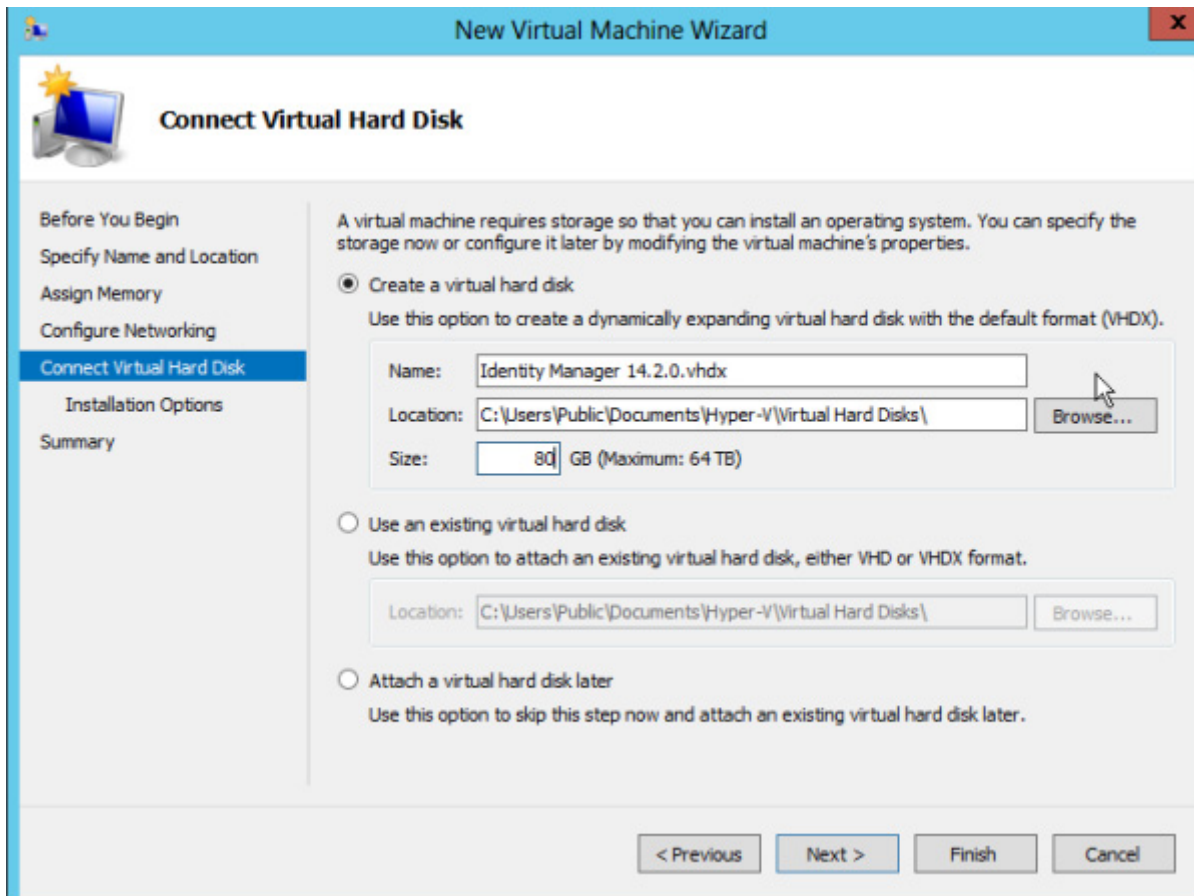 New Virtual Machine Wizard
x
Connect Virtual Hard Disk
Before You Begin
Specify Name and Location
Assign Memory
Configure Networking
Connect Virtual Hard Disk
Installation Options
Summary
A virtual machine requires storage so that you can install an operating system. You can specify the
storage now or configure it later by modifying the virtual machine's properties.
Create a virtual hard disk
Use this option to create a dynamically expanding virtual hard disk with the default format (VHDX).
Name: Identity Manager 14.2.0.vhdx
Location: C:\Users\Public\Documents\Hyper-V\Virtual Hard Disks\ Browse...
Size: 80 GB (Maximum: 64 TB)
Use an existing virtual hard disk
Use this option to attach an existing virtual hard disk, either VHD or VHDX format.
Location: C:\Users\Public\Documents\Hyper-V\Virtual Hard Disks\ Browse...
Attach a virtual hard disk later
Use this option to skip this step now and attach an existing virtual hard disk later.
< Previous Next > Finish Cancel